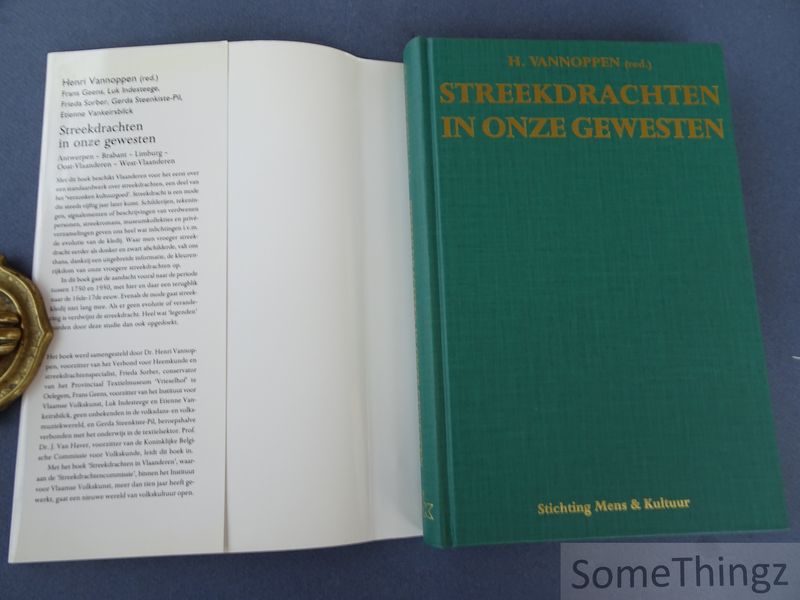 Henri Vannoppen (red.)
Frans Geens, Luk Indesteege,
Frieda Sorber, Gerda Steenkiste-Pil,
Etienne Vankeirsbilck
Streekdrachten
in onze gewesten
Antwerpen – Brabant – Limburg –
Oost-Vlaanderen – West-Vlaanderen
Met dit boek beschikt Vlaanderen voor het eerst over
een standaardwerk over streekdrachten, een deel van
het 'verzonken kultuurgoed'. Streekdracht is een mode
die steeds vijftig jaar later komt. Schilderijen, tekenin-
gen, signalementen of beschrijvingen van verdwenen
personen, streekromans, museumkollekties en privé-
verzamelingen geven ons heel wat inlichtingen i.v.m.
de evolutie van de kledij. Waar men vroeger streek-
dracht eerder als donker en zwart afschilderde, valt ons
thans, dankzij een uitgebreide informatie, de kleuren-
rijkdom van onze vroegere streekdrachten op.
In dit boek gaat de aandacht vooral naar de periode
tussen 1750 en 1950, met hier en daar een terugblik
naar de 16de-17de eeuw. Evenals de mode gaat streek-
kledij niet lang mee. Als er geen evolutie of verande-
ring is verdwijnt de streekdracht. Heel wat 'legenden'
worden door deze studie dan ook opgedoekt.
Het boek werd samengesteld door Dr. Henri Vannop-
pen, voorzitter van het Verbond voor Heemkunde en
streekdrachtenspecialist, Frieda Sorber, conservator
van het Provinciaal Textielmuseum 'Vrieselhof' te
Oelegem, Frans Geens, voorzitter van het Instituut voor
Vlaamse Volkskunst, Luk Indesteege en Etienne Van-
keirsbilck, geen onbekenden in de volksdans- en volks-
muziekwereld, en Gerda Steenkiste-Pil, beroepshalve
verbonden met het onderwijs in de textielsektor. Prof.
Dr. J. Van Haver, voorzitter van de Koninklijke Belgi-
sche Commissie voor Volkskunde, leidt dit boek in.
Met het boek 'Streekdrachten in Vlaanderen', waar-
aan de 'Streekdrachtencommissie', binnen het Instituut
voor Vlaamse Volkskunst, meer dan tien jaar heeft ge-
werkt, gaat een nieuwe wereld van volkskultuur open.
H. VANNOPPEN (red.)
STREEKDRACHTEN
IN ONZE GEWESTEN
Stichting Mens & Kultuur
SomeThingz